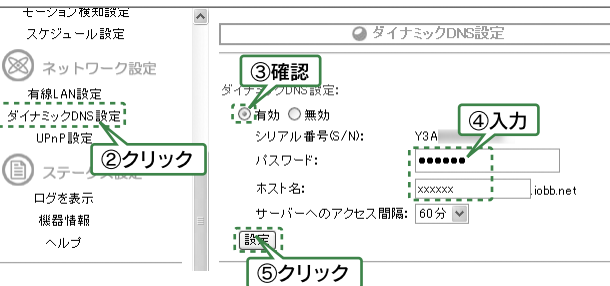 モーション検知設定
スケジュール設定
ネットワーク設定
有線LAN設定
ダイナミックDNS設定
②クリック
UPnP設定
ステータス設定
ログを表示
機器情報
ヘルプ
ダイナミックDNS設定
③確認
ダイナミックDNS設定:
有効 無効
④入力
シリアル番号(S/N): Y3A
パスワード: ●●●●●●
ホスト名: xxxxxx .iobb.net
サーバーへのアクセス間隔: 60分
設定
⑤クリック